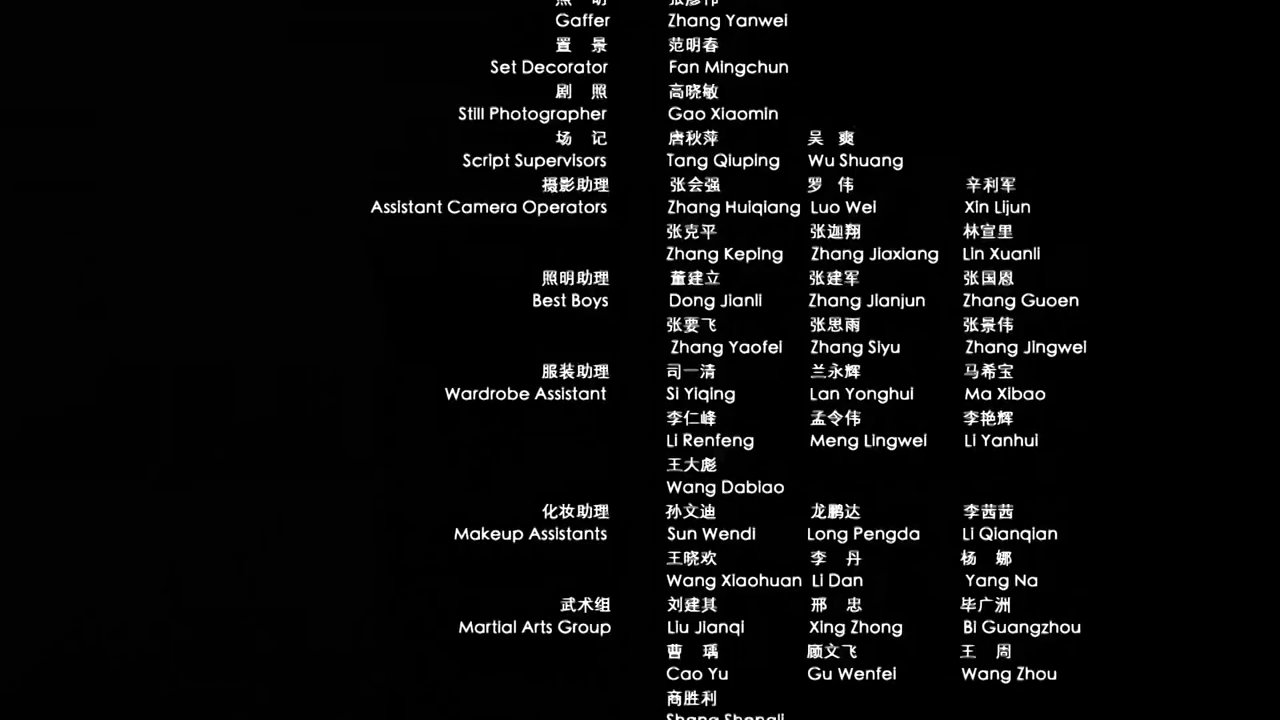 照 明 张彦伟
Gaffer Zhang Yanwei
置 景 范明春
Set Decorator Fan Mingchun
剧 照 高晓敏
Still Photographer Gao Xiaomin
场 记 唐秋萍 吴 爽
Script Supervisors Tang Qiuping Wu Shuang
摄影助理 张会强 罗 伟 辛利军
Assistant Camera Operators Zhang Huiqiang Luo Wei Xin Lijun
张克平 张迦翔 林宣里
Zhang Keping Zhang Jiaxiang Lin Xuanli
照明助理 董建立 张建军 张国恩
Best Boys Dong Jianli Zhang Jianjun Zhang Guoen
张要飞 张思雨 张景伟
Zhang Yaofei Zhang Siyu Zhang Jingwei
服装助理 司一清 兰永辉 马希宝
Wardrobe Assistant Si Yiqing Lan Yonghui Ma Xibao
李仁峰 孟令伟 李艳辉
Li Renfeng Meng Lingwei Li Yanhui
王大彪
Wang Dabiao
化妆助理 孙文迪 龙鹏达 李茜茜
Makeup Assistants Sun Wendi Long Pengda Li Qianqian
王晓欢 李 丹 杨 娜
Wang Xiaohuan Li Dan Yang Na
武术组 刘建其 邢 忠 毕广洲
Martial Arts Group Liu Jianqi Xing Zhong Bi Guangzhou
曹 瑀 顾文飞 王 周
Cao Yu Gu Wenfei Wang Zhou
商胜利
Shang Shengli